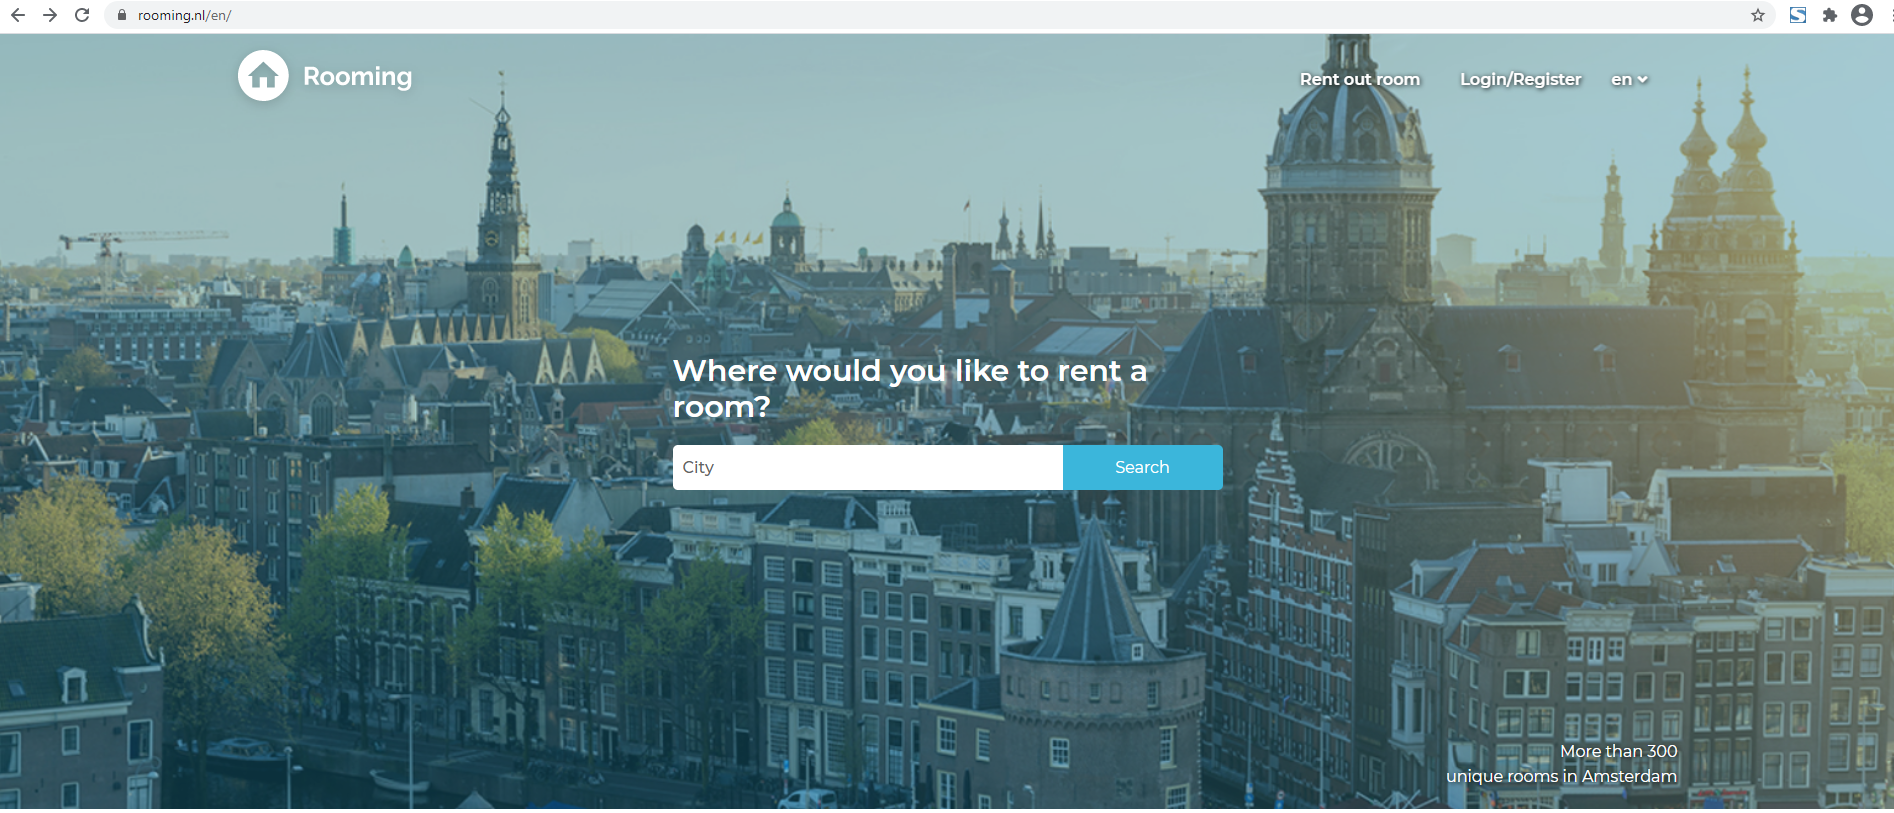 rooming.nl/en/
Rooming
Rent out room
Login/Register
en
Where would you like to rent a
room?
City
Search
More than 300
unique rooms in Amsterdam